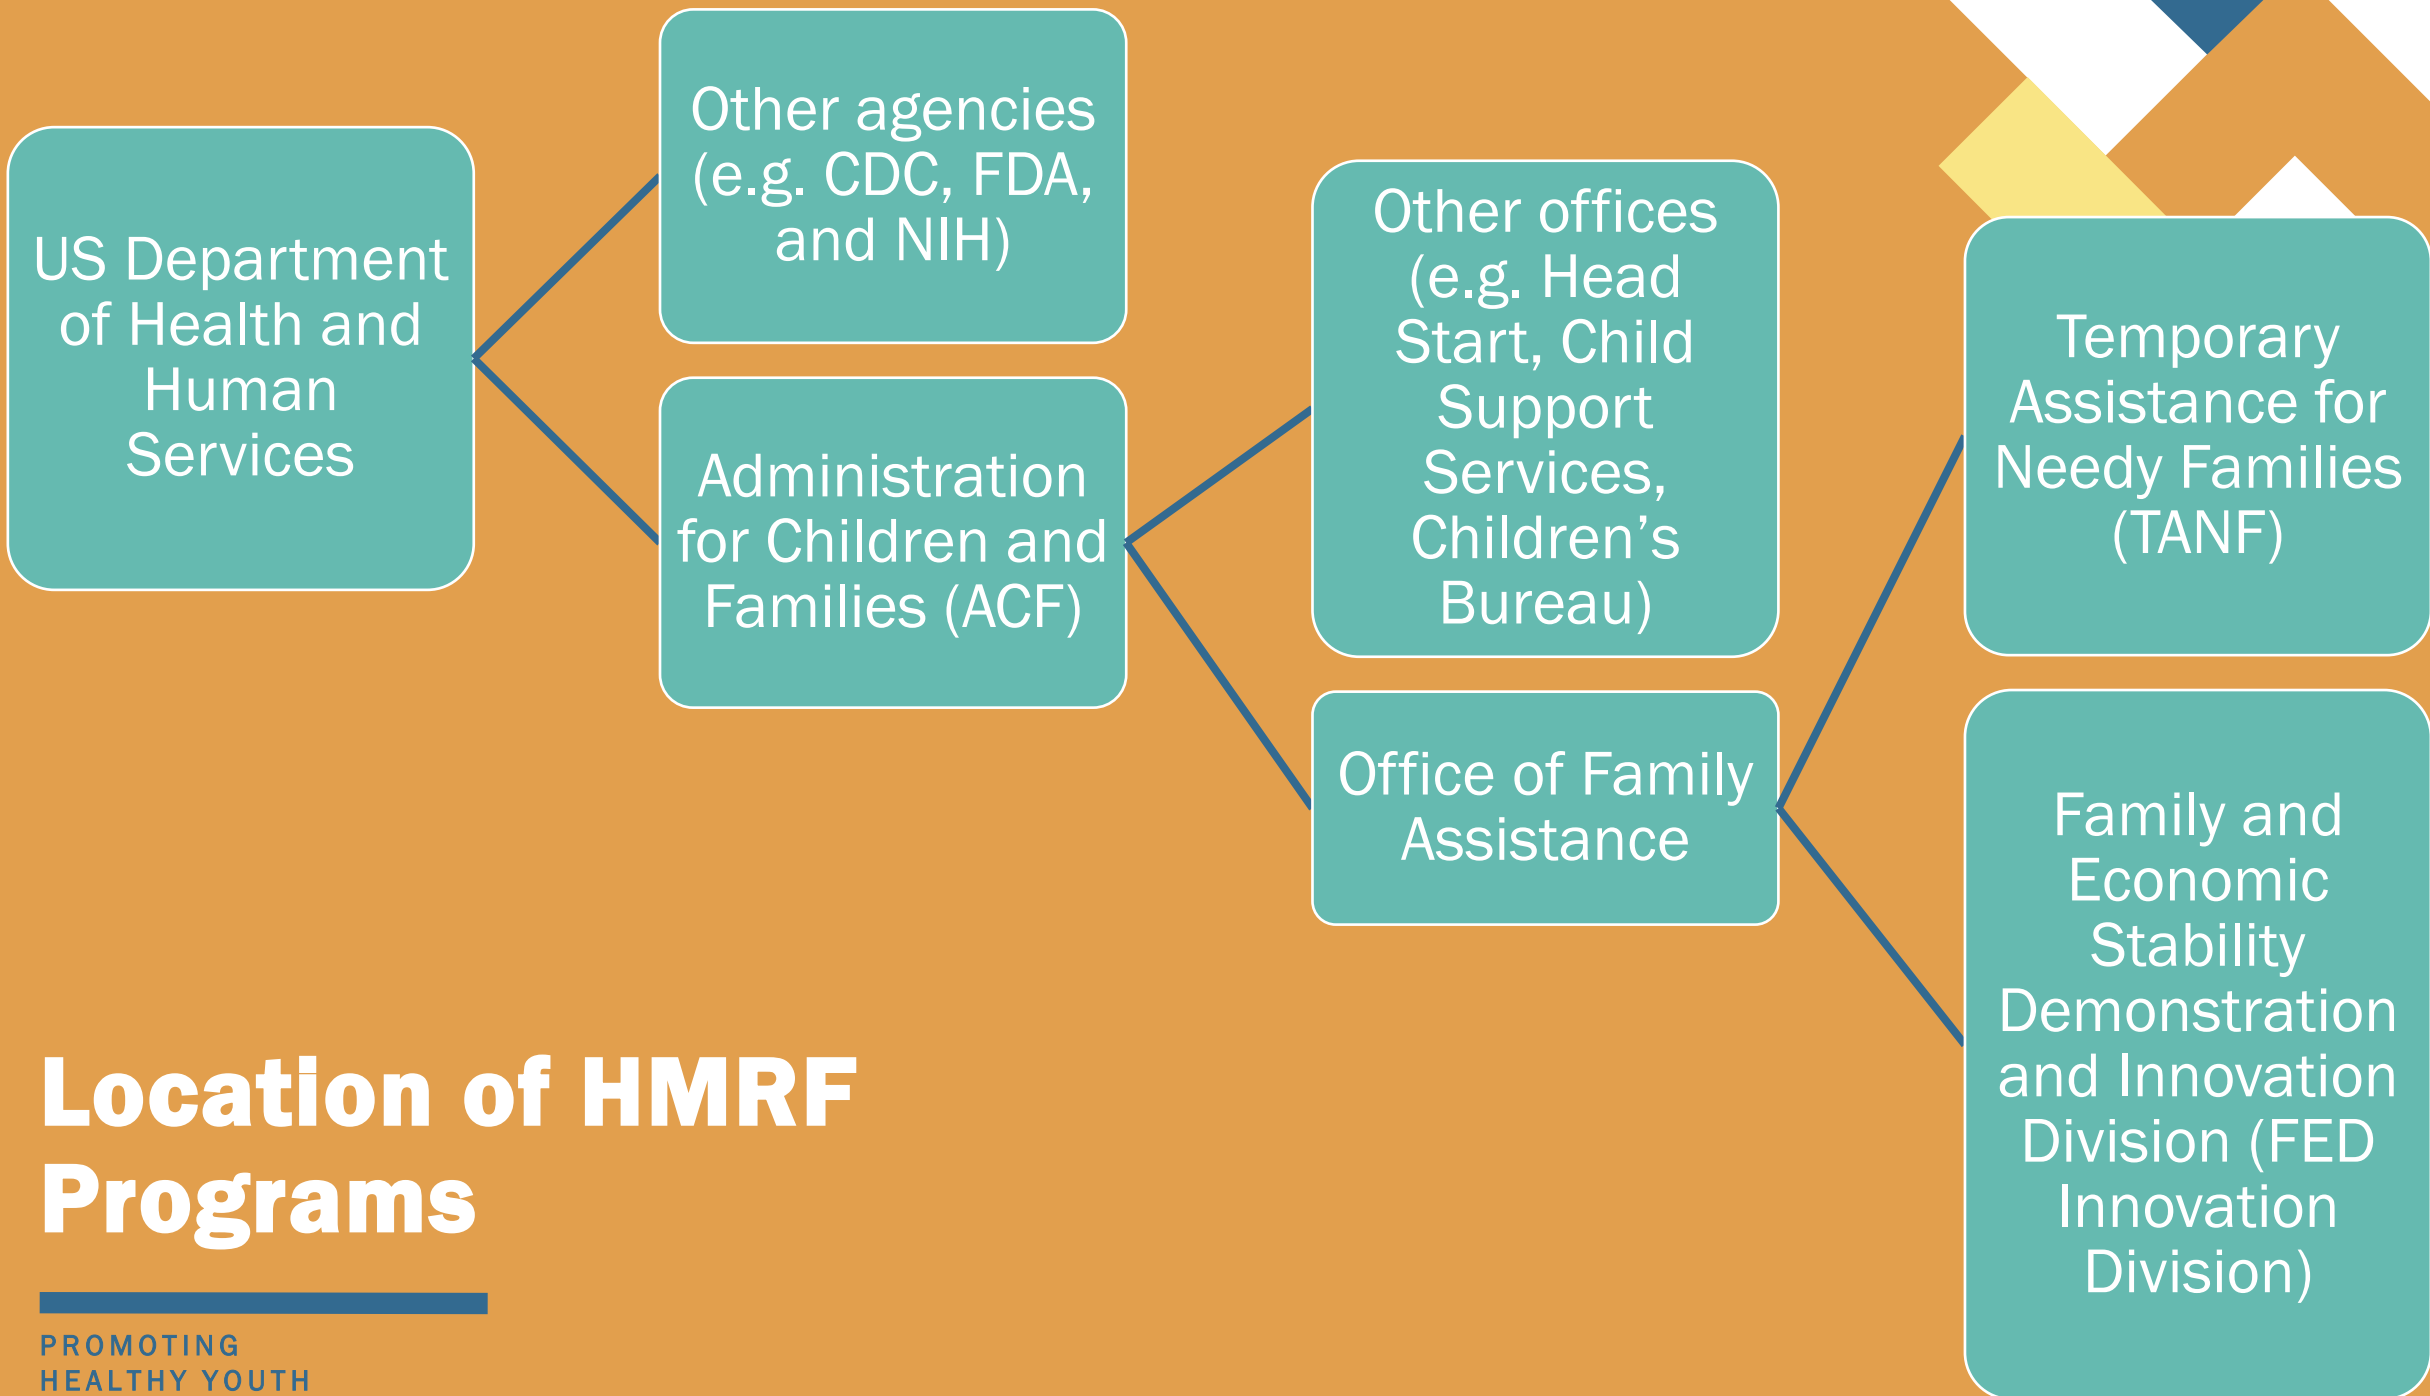 US Department
of Health and
Human
Services
Other agencies
(e.g. CDC, FDA,
and NIH)
Administration
for Children and
Families (ACF)
Other offices
(e.g. Head
Start, Child
Support
Services,
Children’s
Bureau)
Office of Family
Assistance
Temporary
Assistance for
Needy Families
(TANF)
Family and
Economic
Stability
Demonstration
and Innovation
Division (FED
Innovation
Division)
Location of HMRF
Programs
PROMOTING
HEALTHY YOUTH